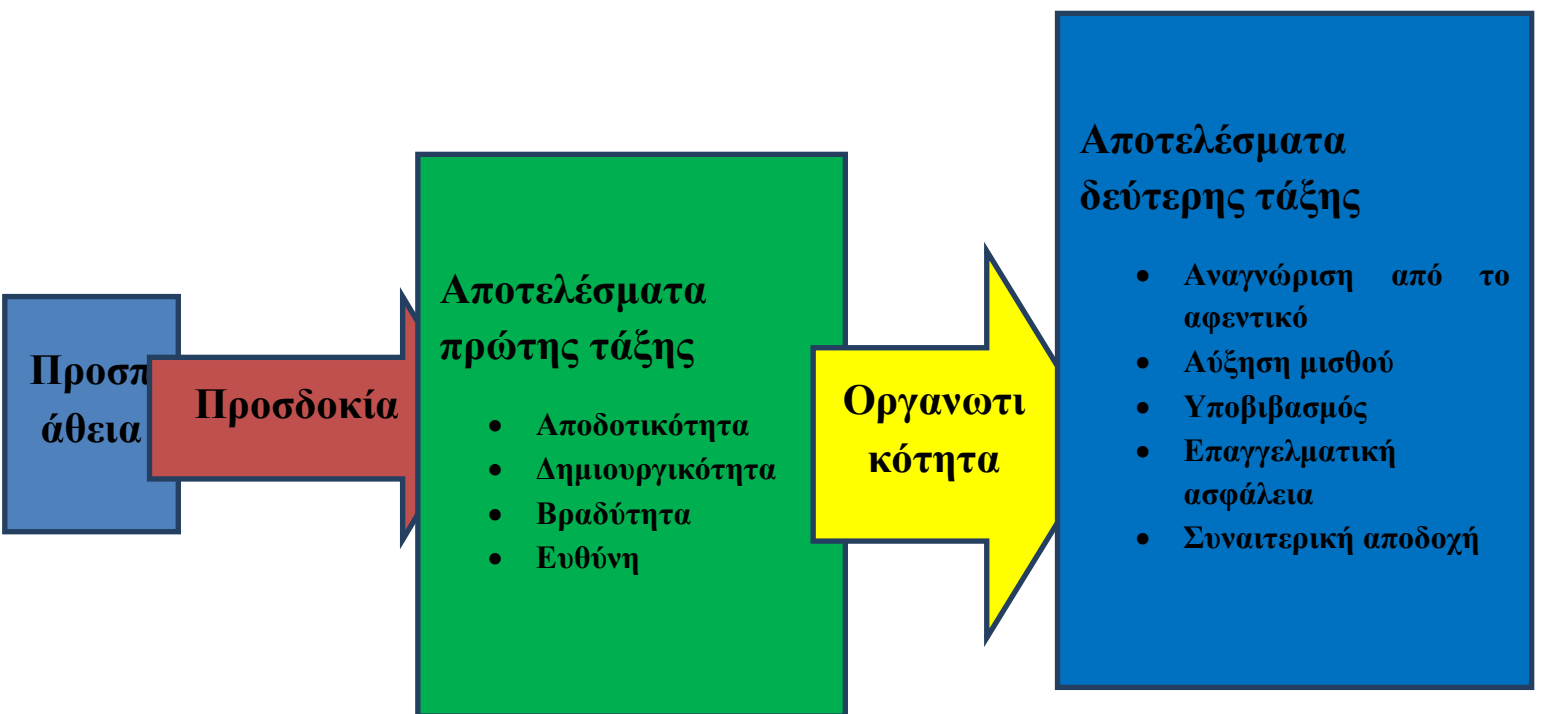 Προσπ
άθεια
Προσδοκία
Αποτελέσματα
πρώτης τάξης
• Αποδοτικότητα
• Δημιουργικότητα
• Βραδύτητα
• Ευθύνη
Οργανωτι
κότητα
Αποτελέσματα
δεύτερης τάξης
• Αναγνώριση από το
αφεντικό
• Αύξηση μισθού
• Υποβιβασμός
• Επαγγελματική
ασφάλεια
• Συναιτερική αποδοχή